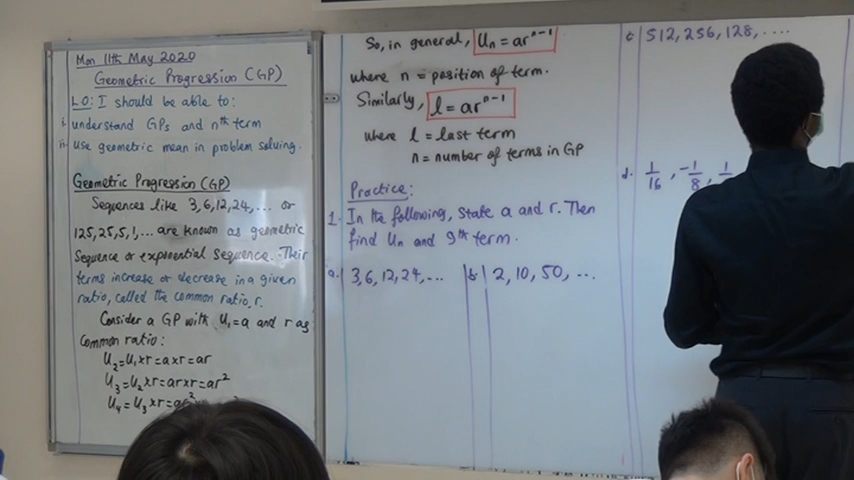 Mon 11th May 2020
Geometric Progression (GP)
LO: I should be able to:
i. understand GPs and nth term
ii. use geometric mean in problem solving.
Geometric Progression (GP)
Sequences like 3,6,12,24,... or
125,25,5,1,... are known as geometric
sequence or exponential sequence. Their
terms increase or decrease in a given
ratio, called the common ratio, r.
Consider a GP with U₁=a and r as
common ratio:
U₂=U₁×r=a×r=ar
U₃=U₂×r=ar×r=ar²
U₄=U₃×r=ar²
So, in general, Uₙ=arⁿ⁻¹
where n = position of term.
Similarly, l = arⁿ⁻¹
where l = last term
n = number of terms in GP
Practice:
1. In the following, state a and r. Then
find Uₙ and 9th term.
a. 3,6,12,24,...
b. 2,10,50,...
c. 512,256,128,....
d. 1/16, -1/8, 1